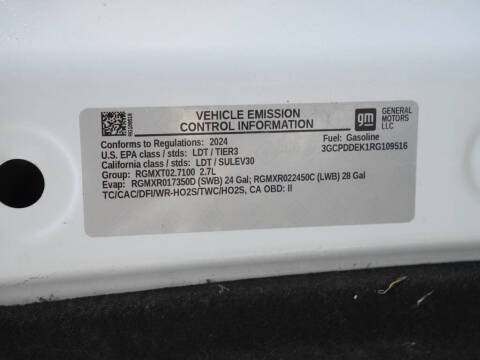 VEHICLE EMISSION
CONTROL INFORMATION
gm
GENERAL
MOTORS
LLC
Conforms to Regulations: 2024
Fuel: Gasoline
U.S. EPA class / stds: LDT / TIER3
3GCPDDEK1RG109516
California class / stds: LDT / SULEV30
Group: RGMXT02.7100 2.7L
Evap: RGMXR017350D (SWB) 24 Gal; RGMXR022450C (LWB) 28 Gal
TC/CAC/DFI/WR-HO2S/TWC/HO2S, CA OBD: II